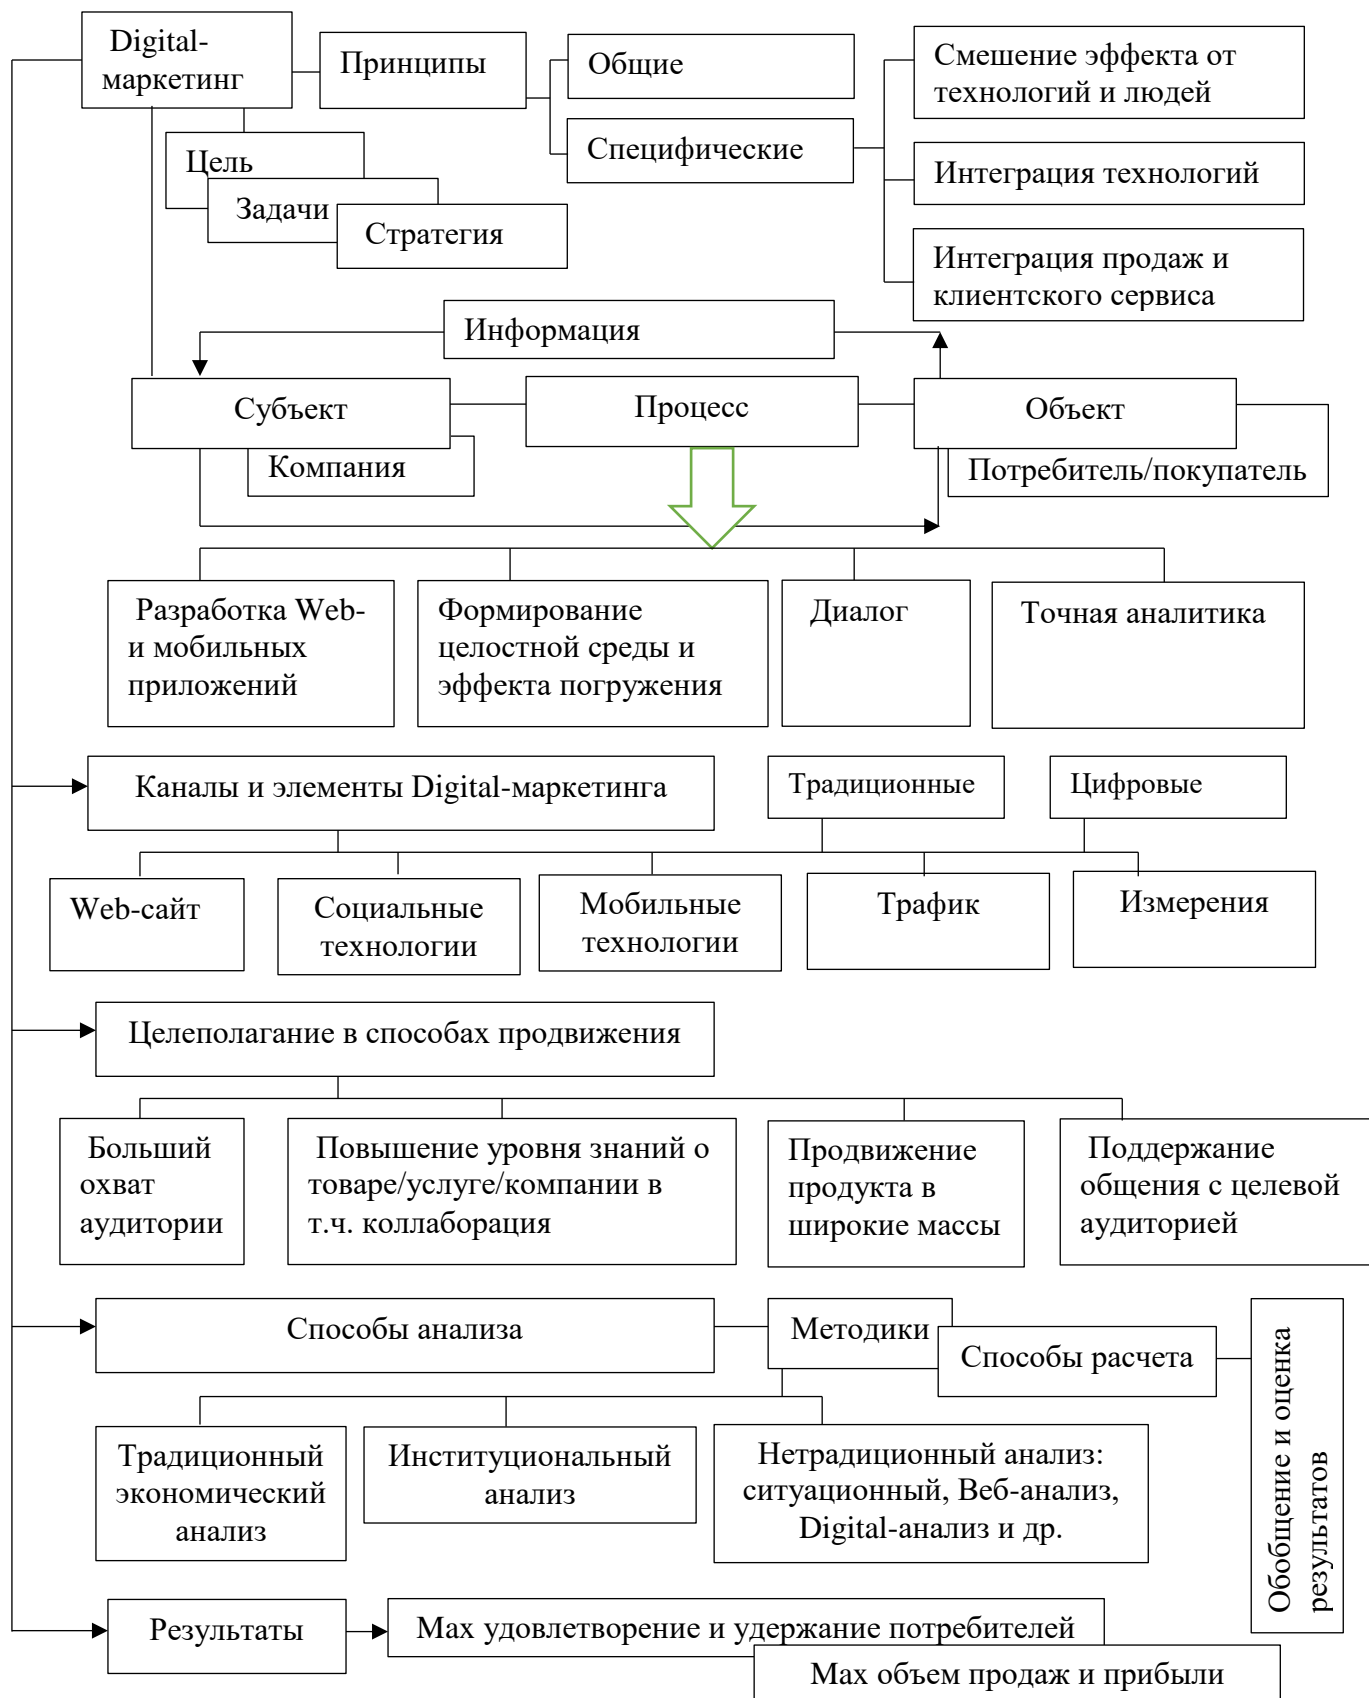 Digital-
маркетинг
Принципы
Общие
Смешение эффекта от
технологий и людей
Специфические
Цель
Интеграция технологий
Задачи
Стратегия
Интеграция продаж и
клиентского сервиса
Информация
Субъект
Процесс
Объект
Компания
Потребитель/покупатель
Разработка Web-
и мобильных
приложений
Формирование
целостной среды и
эффекта погружения
Диалог
Точная аналитика
Каналы и элементы Digital-маркетинга
Традиционные
Цифровые
Web-сайт
Социальные
технологии
Мобильные
технологии
Трафик
Измерения
Целеполагание в способах продвижения
Больший
охват
аудитории
Повышение уровня знаний о
товаре/услуге/компании в
т.ч. коллаборация
Продвижение
продукта в
широкие массы
Поддержание
общения с целевой
аудиторией
Способы анализа
Методики
Способы расчета
Обобщение и оценка
результатов
Традиционный
экономический
анализ
Институциональный
анализ
Нетрадиционный анализ:
ситуационный, Веб-анализ,
Digital-анализ и др.
Результаты
Мах удовлетворение и удержание потребителей
Мах объем продаж и прибыли